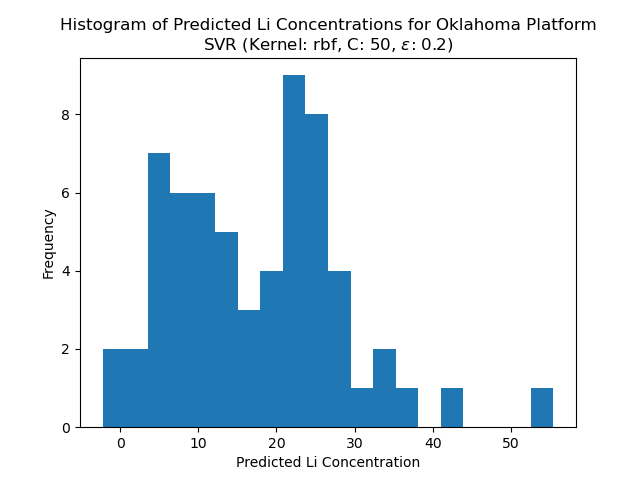 Histogram of Predicted Li Concentrations for Oklahoma Platform
SVR (Kernel: rbf, C: 50, ε: 0.2)
8
6
4
2
0
Frequency
0 10 20 30 40 50
Predicted Li Concentration